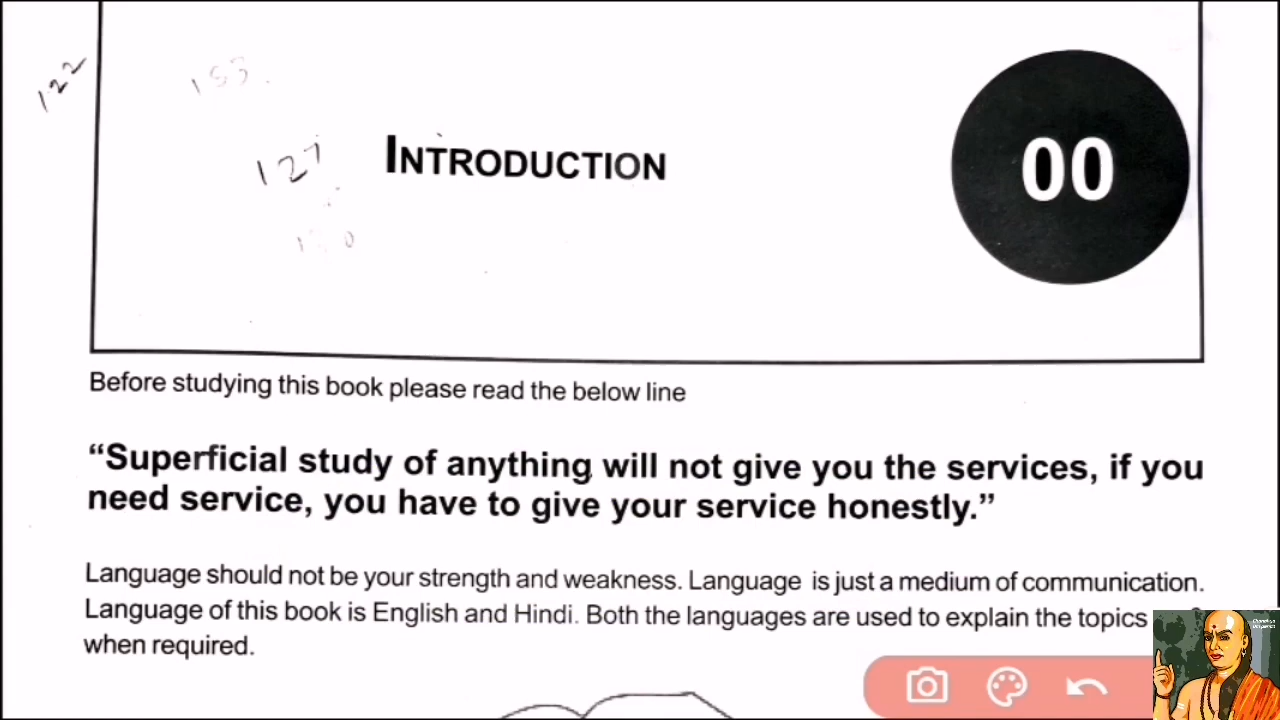 122
155
127
INTRODUCTION
00
Before studying this book please read the below line
“Superficial study of anything will not give you the services, if you
need service, you have to give your service honestly.”
Language should not be your strength and weakness. Language is just a medium of communication.
Language of this book is English and Hindi. Both the languages are used to explain the topics
when required.